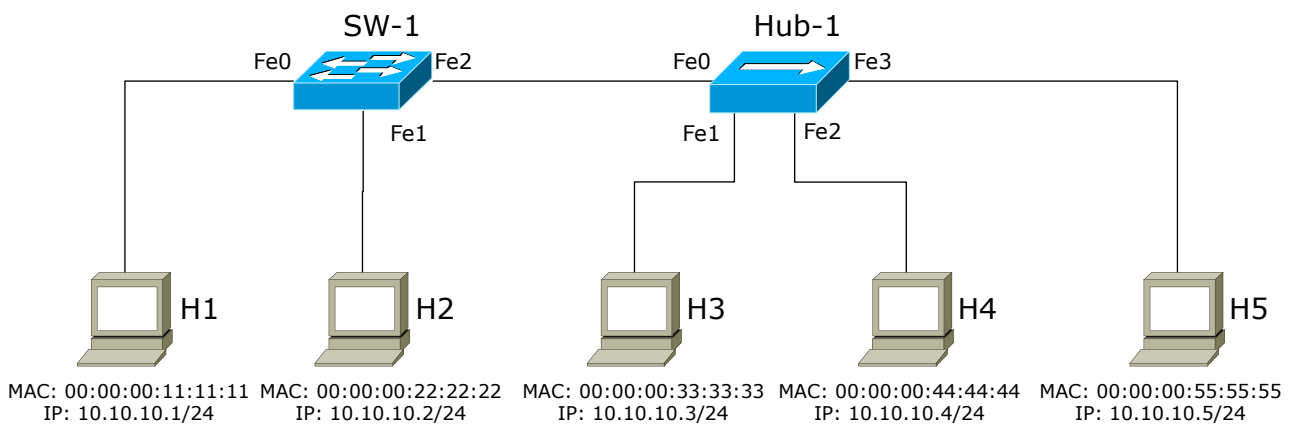 SW-1
Hub-1
Fe0
Fe2
Fe0
Fe3
Fe1
Fe1
Fe2
H1
H2
H3
H4
H5
MAC: 00:00:00:11:11:11
IP: 10.10.10.1/24
MAC: 00:00:00:22:22:22
IP: 10.10.10.2/24
MAC: 00:00:00:33:33:33
IP: 10.10.10.3/24
MAC: 00:00:00:44:44:44
IP: 10.10.10.4/24
MAC: 00:00:00:55:55:55
IP: 10.10.10.5/24